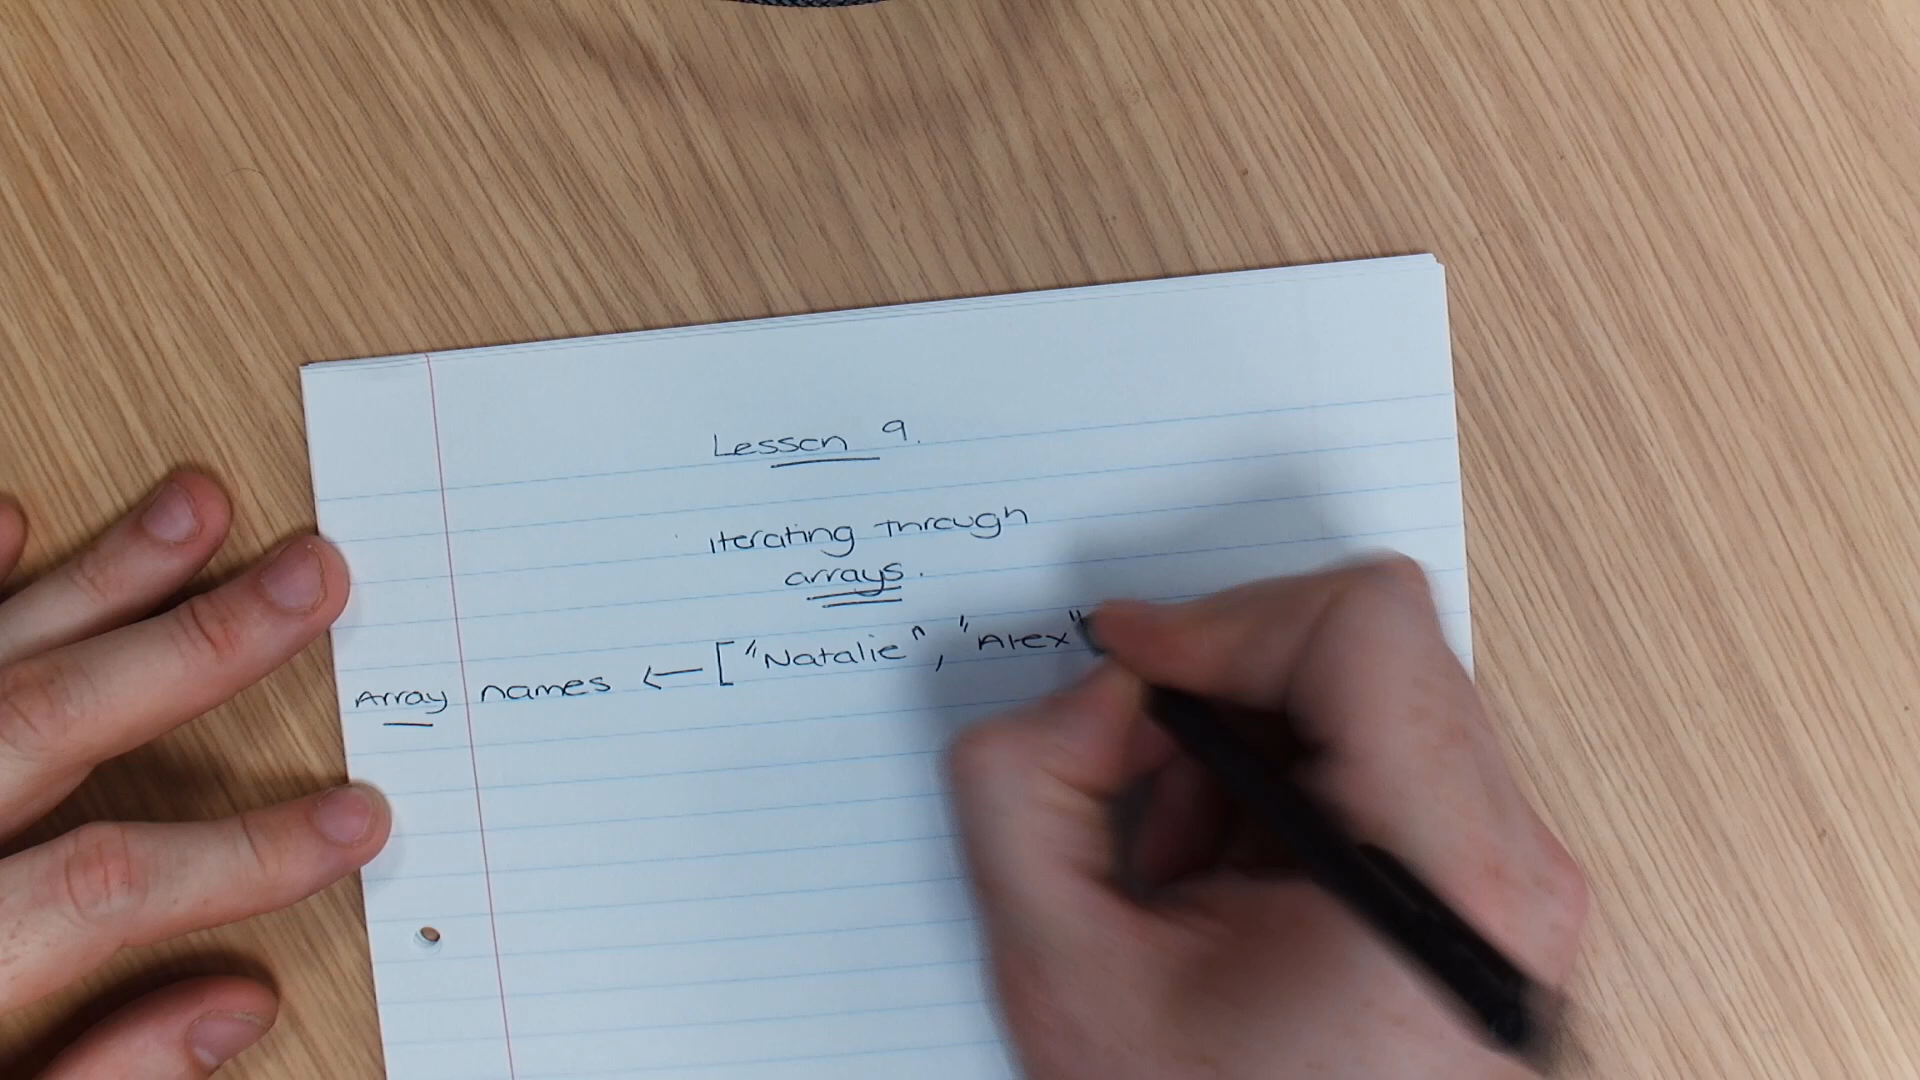 Lesson 9.
iterating through
arrays.
Array names ← ["Natalie", "Alex"